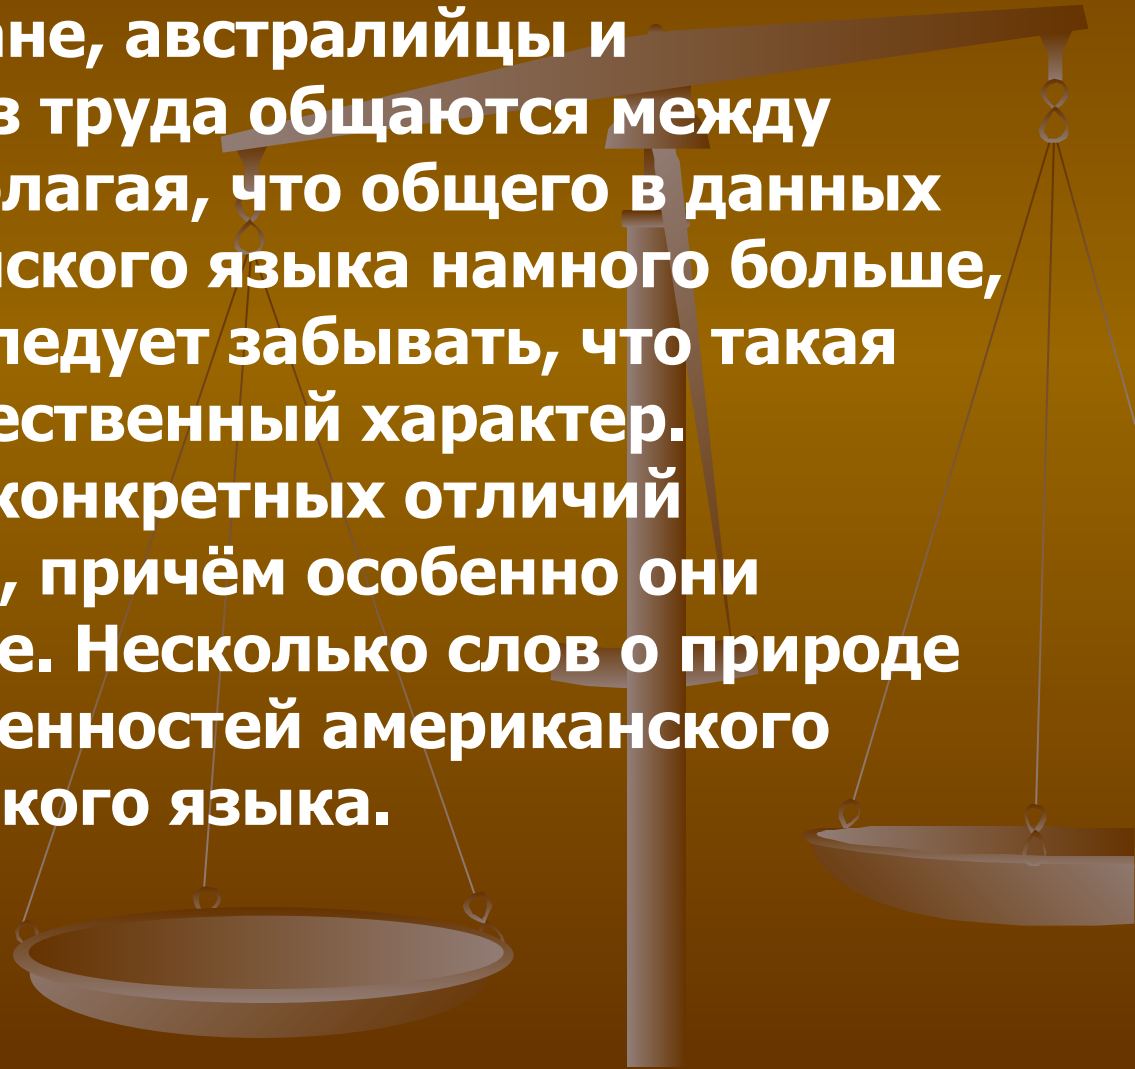 ане, австралийцы и
з труда общаются между
лагая, что общего в данных
ского языка намного больше,
ледует забывать, что такая
ественный характер.
конкретных отличий
, причём особенно они
е. Несколько слов о природе
енностей американского
кого языка.